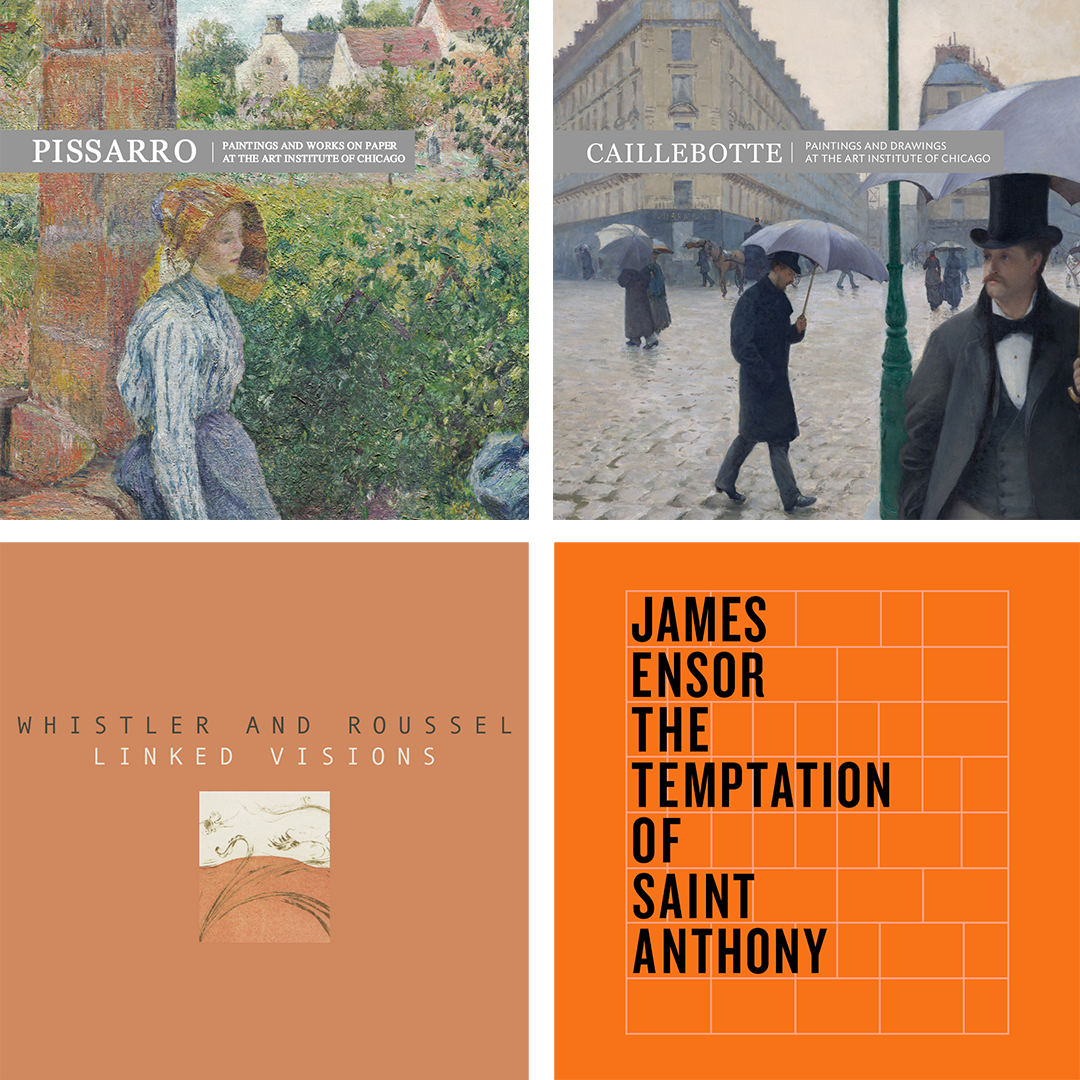 PISSARRO
PAINTINGS AND WORKS ON PAPER
AT THE ART INSTITUTE OF CHICAGO
CAILLEBOTTE
PAINTINGS AND DRAWINGS
AT THE ART INSTITUTE OF CHICAGO
WHISTLER AND ROUSSEL
LINKED VISIONS
JAMES
ENSOR
THE
TEMPTATION
OF
SAINT
ANTHONY